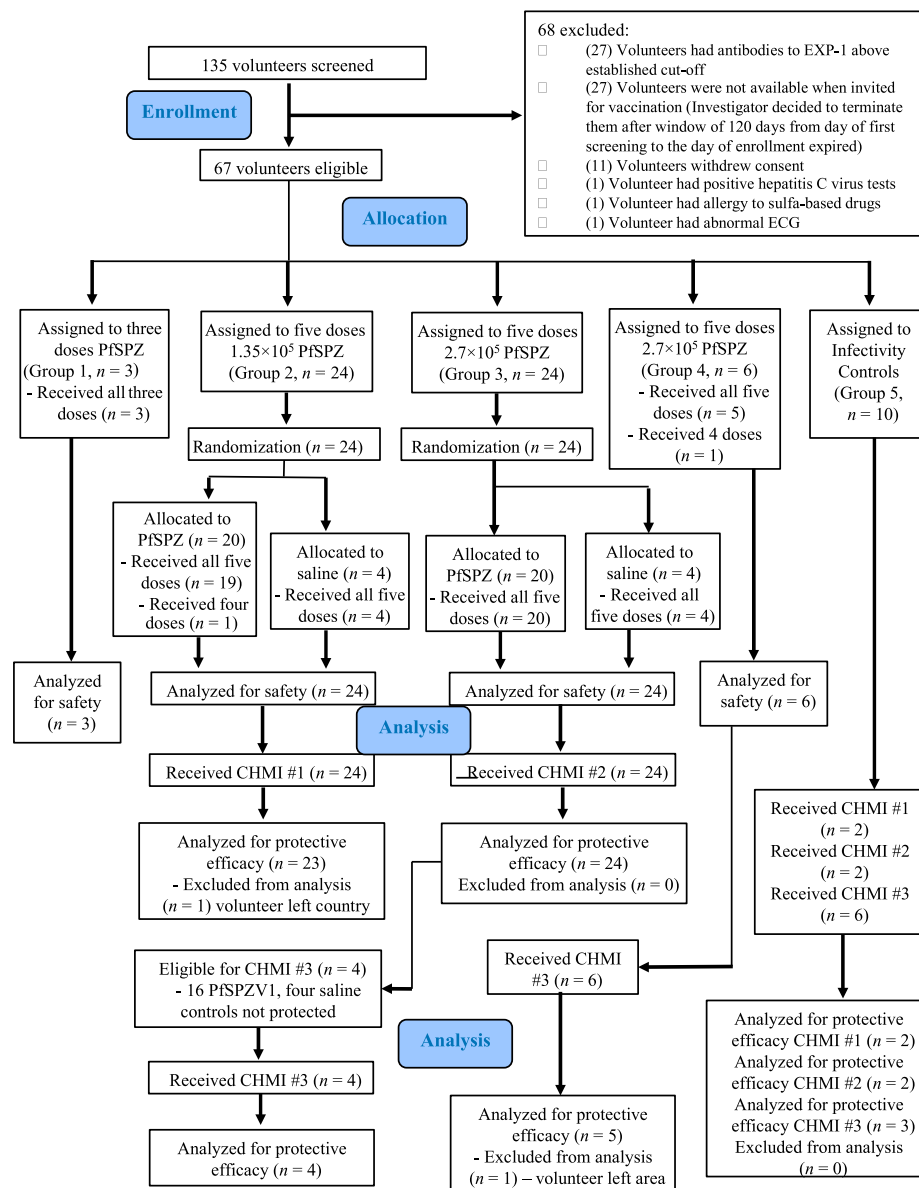 135 volunteers screened
68 excluded:
(27) Volunteers had antibodies to EXP-1 above
established cut-off
(27) Volunteers were not available when invited
for vaccination (Investigator decided to terminate
them after window of 120 days from day of first
screening to the day of enrollment expired)
(11) Volunteers withdrew consent
(1) Volunteer had positive hepatitis C virus tests
(1) Volunteer had allergy to sulfa-based drugs
(1) Volunteer had abnormal ECG
Enrollment
67 volunteers eligible
Allocation
Assigned to three
doses PfSPZ
(Group 1, n = 3)
- Received all three
doses (n = 3)
Assigned to five doses
1.35×10⁵ PfSPZ
(Group 2, n = 24)
Assigned to five doses
2.7×10⁵ PfSPZ
(Group 3, n = 24)
Assigned to five doses
2.7×10⁵ PfSPZ
(Group 4, n = 6)
- Received all five
doses (n = 5)
- Received 4 doses
(n = 1)
Assigned to
Infectivity
Controls
(Group 5,
n = 10)
Randomization (n = 24)
Randomization (n = 24)
Allocated to
PfSPZ (n = 20)
- Received all five
doses (n = 19)
- Received four
doses (n = 1)
Allocated to
saline (n = 4)
- Received all five
doses (n = 4)
Allocated to
PfSPZ (n = 20)
- Received all five
doses (n = 20)
Allocated to
saline (n = 4)
- Received all
five doses (n = 4)
Analyzed
for safety
(n = 3)
Analyzed for safety (n = 24)
Analyzed for safety (n = 24)
Analyzed for
safety (n = 6)
Analysis
Received CHMI #1 (n = 24)
Received CHMI #2 (n = 24)
Received CHMI #1
(n = 2)
Received CHMI #2
(n = 2)
Received CHMI #3
(n = 6)
Analyzed for protective
efficacy (n = 23)
- Excluded from analysis
(n = 1) volunteer left country
Analyzed for protective
efficacy (n = 24)
Excluded from analysis (n = 0)
Eligible for CHMI #3 (n = 4)
- 16 PfSPZV1, four saline
controls not protected
Received CHMI
#3 (n = 6)
Analysis
Received CHMI #3 (n = 4)
Analyzed for protective
efficacy (n = 4)
Analyzed for protective
efficacy (n = 5)
- Excluded from analysis
(n = 1) – volunteer left area
Analyzed for protective
efficacy CHMI #1 (n = 2)
Analyzed for protective
efficacy CHMI #2 (n = 2)
Analyzed for protective
efficacy CHMI #3 (n = 3)
Excluded from analysis
(n = 0)